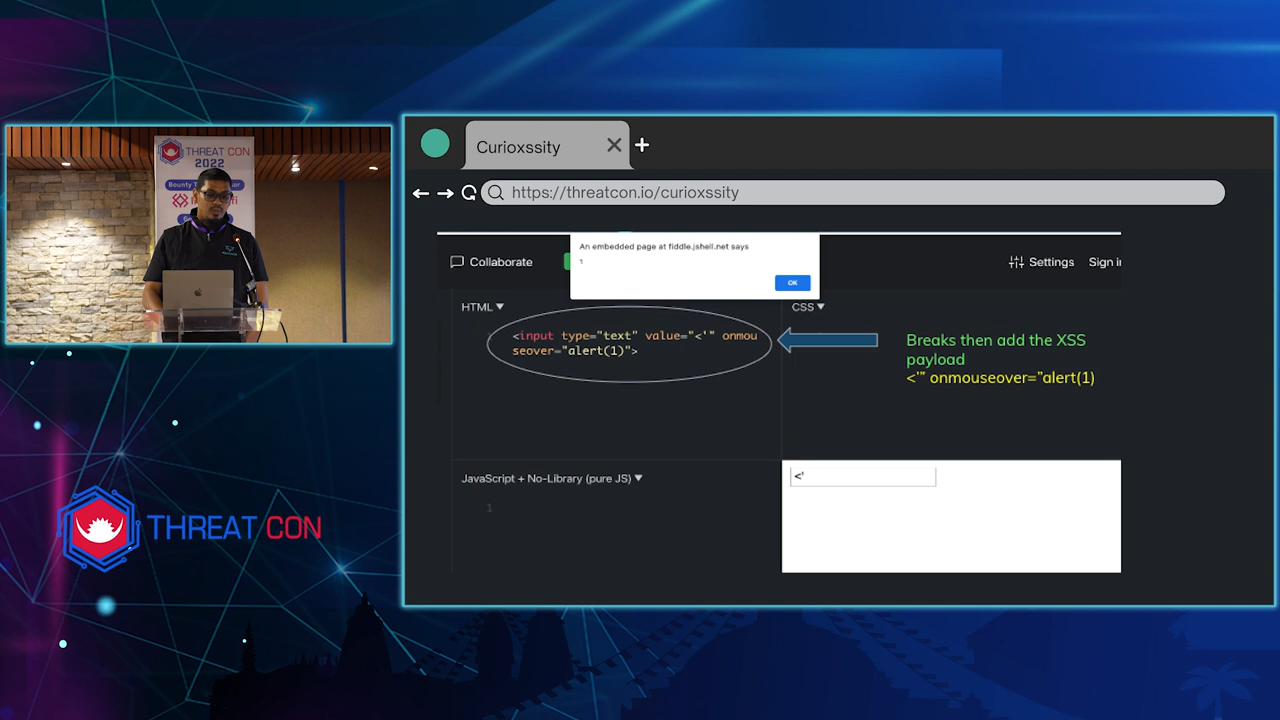 THREAT CON
2022
Curioxssity
https://threatcon.io/curioxssity
An embedded page at fiddle.jshell.net says
1
OK
Collaborate
Settings
Sign in
HTML
CSS
<input type="text" value="<'" onmou
seover="alert(1)">
Breaks then add the XSS
payload
<'" onmouseover="alert(1)
JavaScript + No-Library (pure JS)
1
<'
THREAT CON